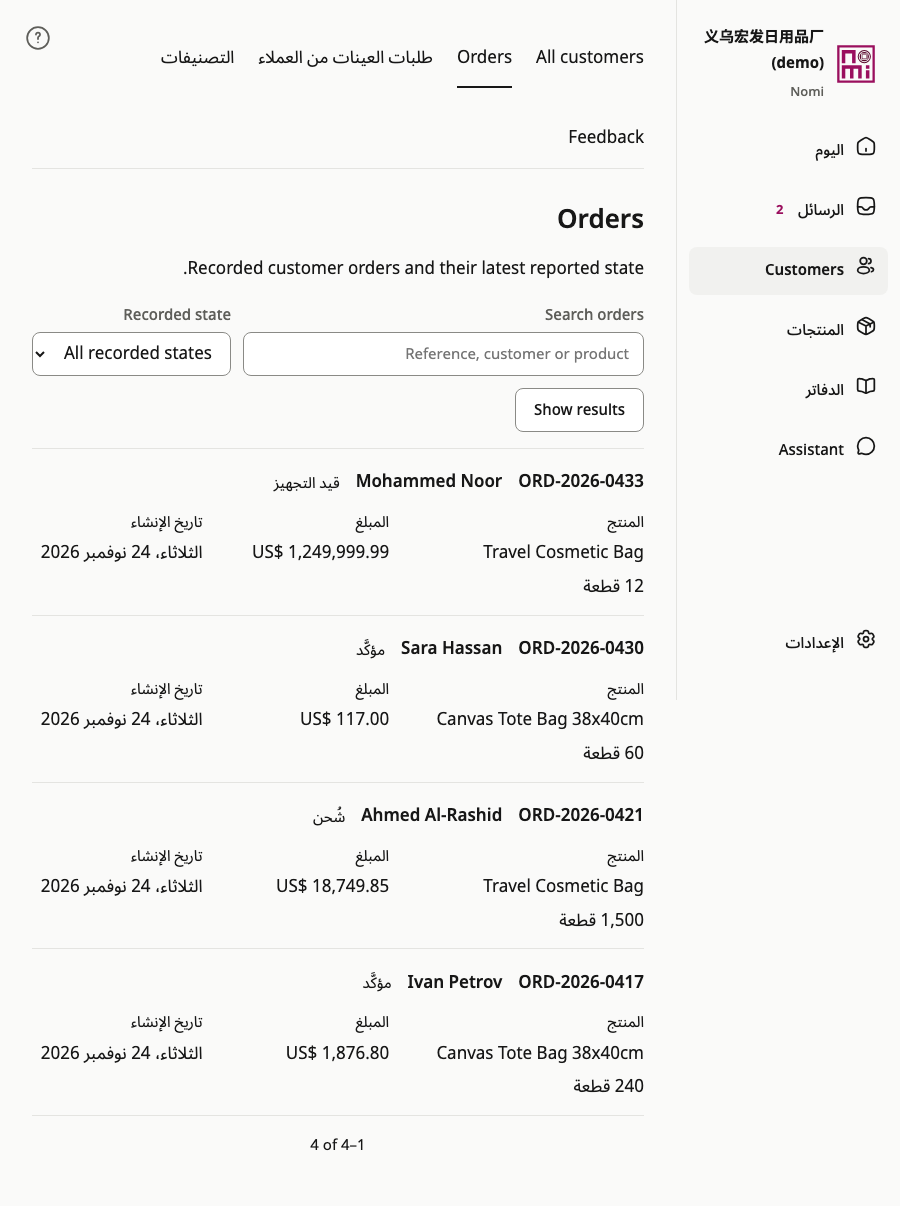 义乌宏发日用品厂
(demo)
Nomi
اليوم
الرسائل 2
Customers
المنتجات
الدفاتر
Assistant
الإعدادات
All customers Orders طلبات العينات من العملاء التصنيفات
Feedback
Orders
Recorded customer orders and their latest reported state.
Search orders Recorded state
Reference, customer or product All recorded states
Show results
ORD-2026-0433 Mohammed Noor قيد التجهيز
المنتج المبلغ تاريخ الإنشاء
Travel Cosmetic Bag US$ 1,249,999.99 الثلاثاء، 24 نوفمبر 2026
12 قطعة
ORD-2026-0430 Sara Hassan مؤكَّد
المنتج المبلغ تاريخ الإنشاء
Canvas Tote Bag 38x40cm US$ 117.00 الثلاثاء، 24 نوفمبر 2026
60 قطعة
ORD-2026-0421 Ahmed Al-Rashid شُحن
المنتج المبلغ تاريخ الإنشاء
Travel Cosmetic Bag US$ 18,749.85 الثلاثاء، 24 نوفمبر 2026
1,500 قطعة
ORD-2026-0417 Ivan Petrov مؤكَّد
المنتج المبلغ تاريخ الإنشاء
Canvas Tote Bag 38x40cm US$ 1,876.80 الثلاثاء، 24 نوفمبر 2026
240 قطعة
4 of 4–1